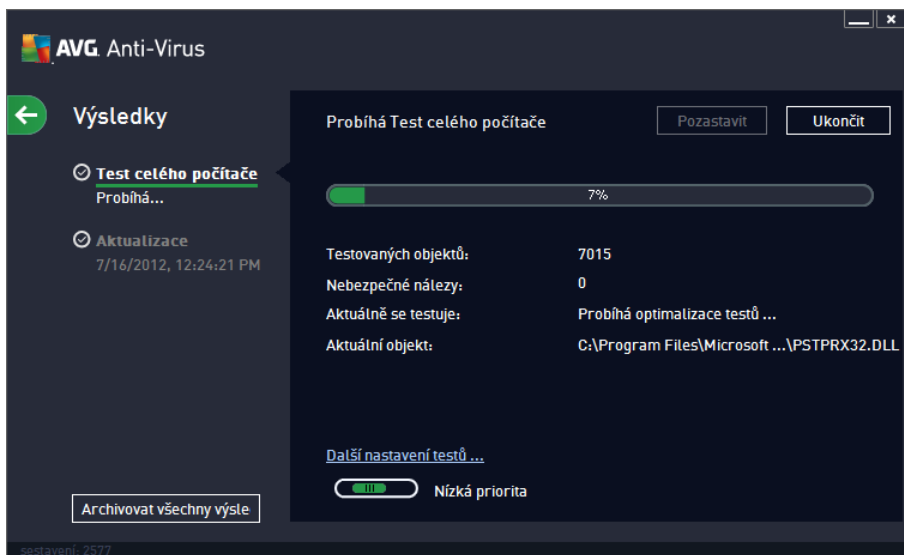 AVG. Anti-Virus
Výsledky
Test celého počítače
Probíhá...
Aktualizace
7/16/2012, 12:24:21 PM
Archivovat všechny výsle
Probíhá Test celého počítače
Pozastavit
Ukončit
7%
Testovaných objektů: 7015
Nebezpečné nálezy: 0
Aktuálně se testuje: Probíhá optimalizace testů ...
Aktuální objekt: C:\Program Files\Microsoft ...\PSTPRX32.DLL
Další nastavení testů ...
Nízká priorita
sestavení: 2577